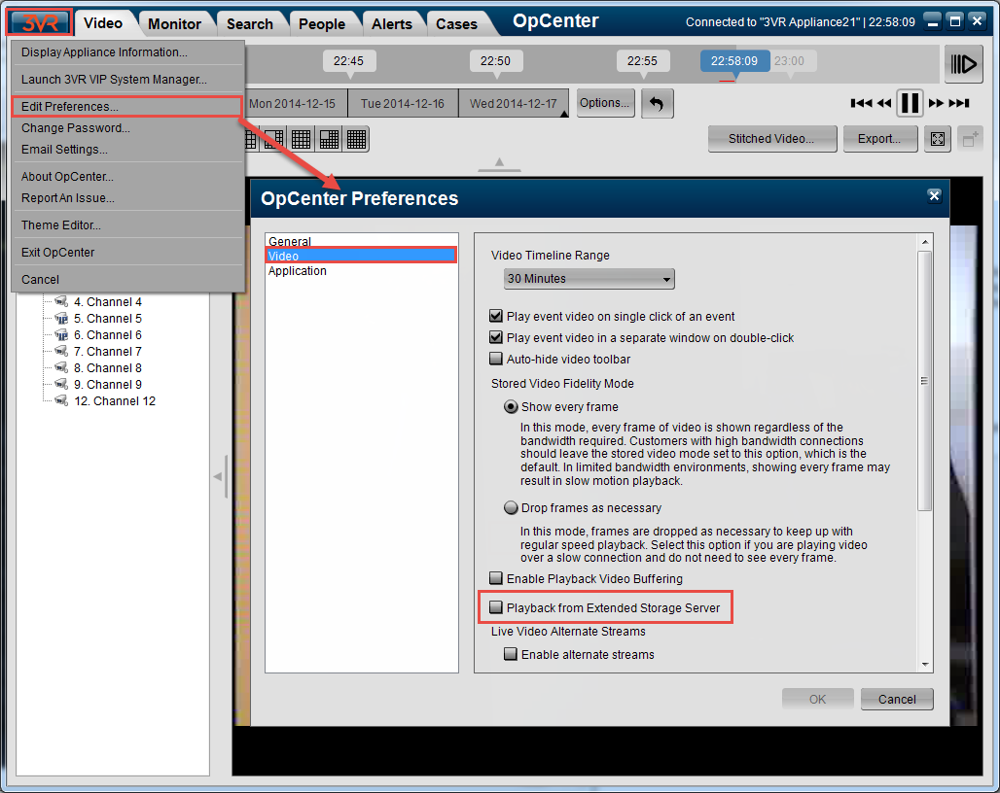 3VR
Video
Monitor
Search
People
Alerts
Cases
OpCenter
Connected to "3VR Appliance21" | 22:58:09
Display Appliance Information...
Launch 3VR VIP System Manager...
Edit Preferences...
Change Password...
Email Settings...
About OpCenter...
Report An Issue...
Theme Editor...
Exit OpCenter
Cancel
22:45
22:50
22:55
22:58:09
23:00
Mon 2014-12-15
Tue 2014-12-16
Wed 2014-12-17
Options...
Stitched Video...
Export...
4. Channel 4
5. Channel 5
6. Channel 6
7. Channel 7
8. Channel 8
9. Channel 9
12. Channel 12
OpCenter Preferences
General
Video
Application
Video Timeline Range
30 Minutes
Play event video on single click of an event
Play event video in a separate window on double-click
Auto-hide video toolbar
Stored Video Fidelity Mode
Show every frame
In this mode, every frame of video is shown regardless of the
bandwidth required. Customers with high bandwidth connections
should leave the stored video mode set to this option, which is the
default. In limited bandwidth environments, showing every frame may
result in slow motion playback.
Drop frames as necessary
In this mode, frames are dropped as necessary to keep up with
regular speed playback. Select this option if you are playing video
over a slow connection and do not need to see every frame.
Enable Playback Video Buffering
Playback from Extended Storage Server
Live Video Alternate Streams
Enable alternate streams
OK
Cancel